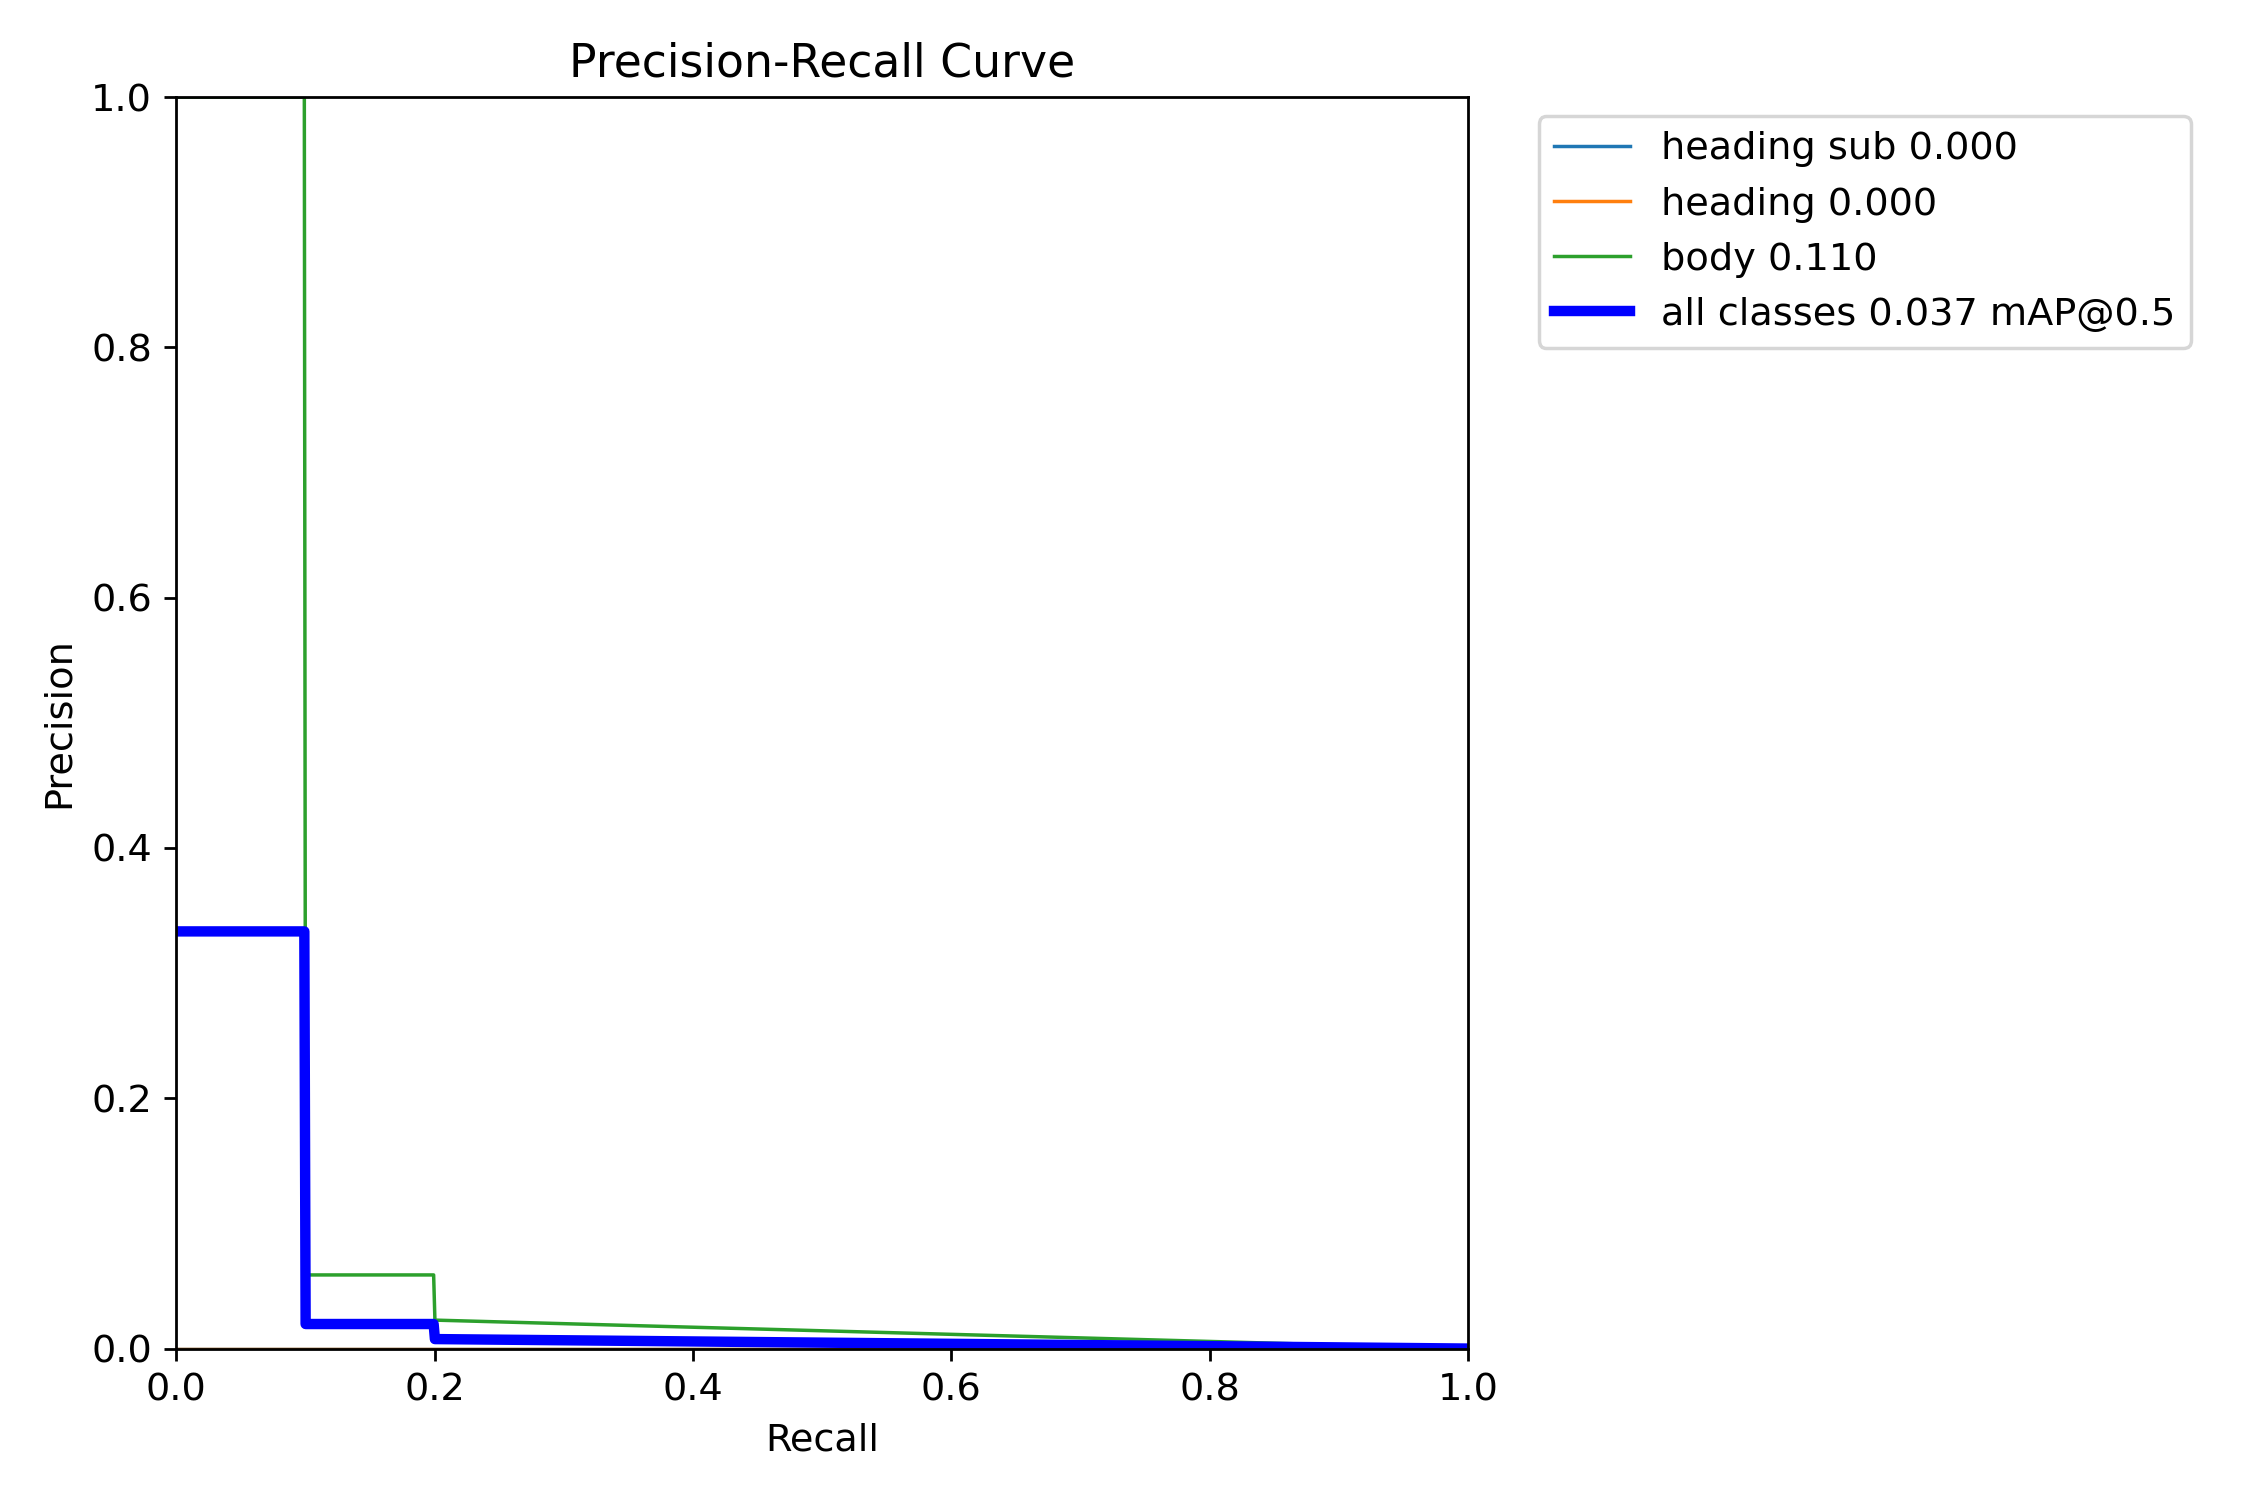 Precision-Recall Curve
1.0
0.8
0.6
0.4
0.2
0.0
Precision
0.0 0.2 0.4 0.6 0.8 1.0
Recall
heading sub 0.000
heading 0.000
body 0.110
all classes 0.037 mAP@0.5